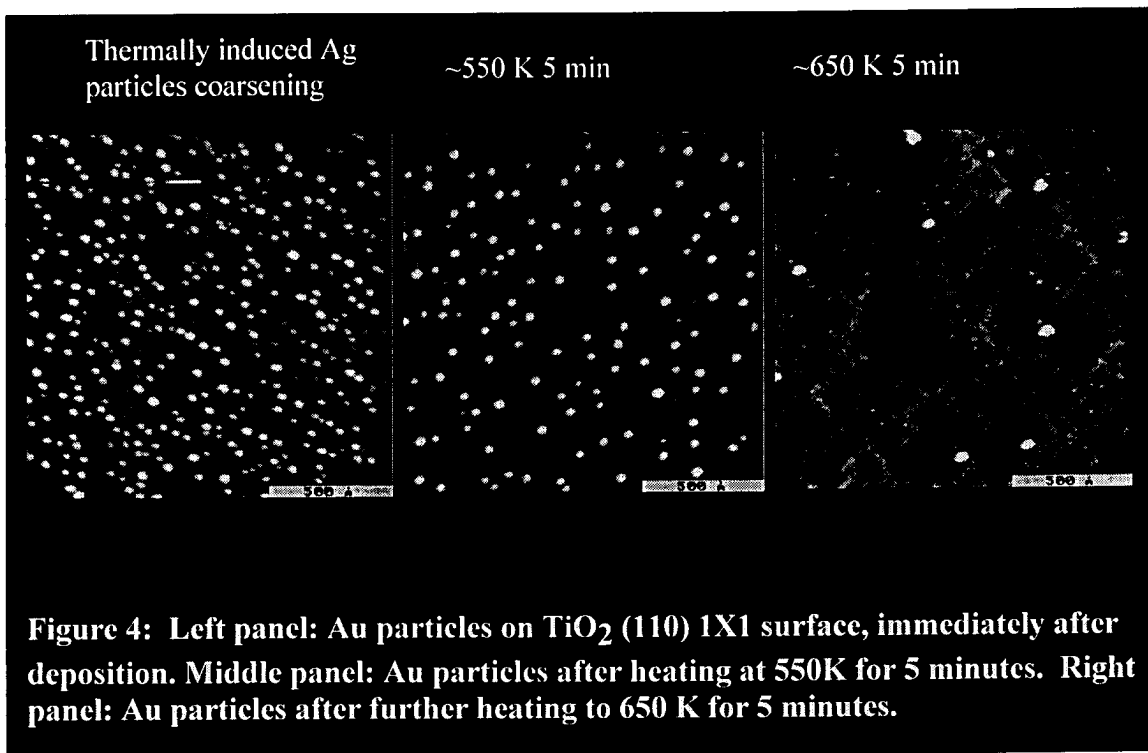 Thermally induced Ag
particles coarsening
~550 K 5 min
~650 K 5 min
500 Å
500 Å
500 Å
Figure 4: Left panel: Au particles on TiO₂ (110) 1X1 surface, immediately after
deposition. Middle panel: Au particles after heating at 550K for 5 minutes. Right
panel: Au particles after further heating to 650 K for 5 minutes.